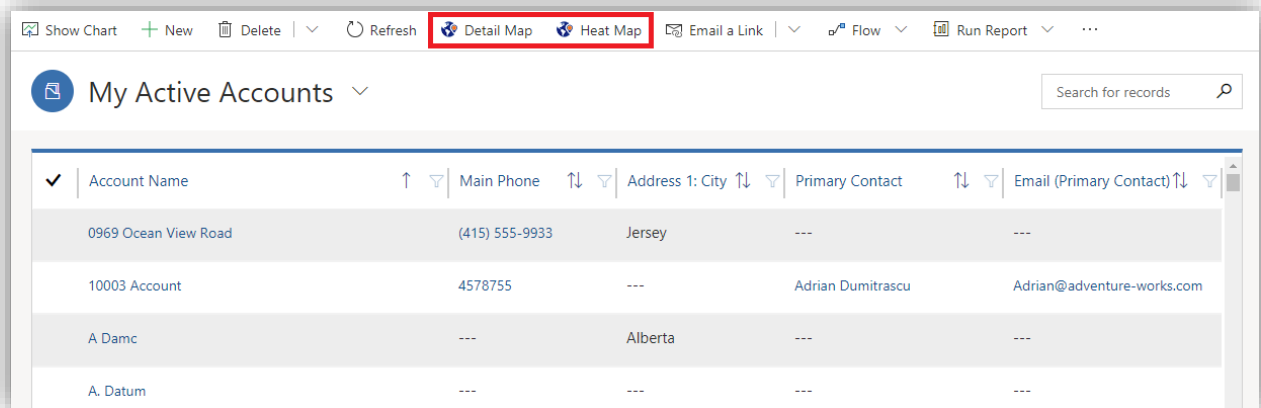 Show Chart New Delete Refresh Detail Map Heat Map Email a Link Flow Run Report ...
My Active Accounts Search for records
Account Name Main Phone Address 1: City Primary Contact Email (Primary Contact)
0969 Ocean View Road (415) 555-9933 Jersey --- ---
10003 Account 4578755 --- Adrian Dumitrascu Adrian@adventure-works.com
A Damc --- Alberta --- ---
A. Datum --- --- --- ---